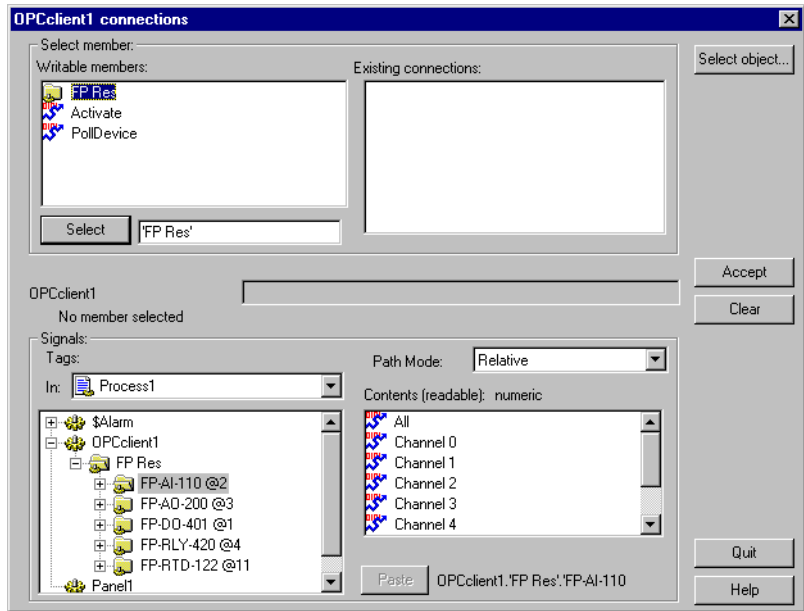 OPCclient1 connections
Select member:
Writable members:
Existing connections:
Select object...
FP Res
Activate
PollDevice
Select
'FP Res'
Accept
OPCclient1
No member selected
Clear
Signals:
Tags:
Path Mode:
Relative
In:
Process1
Contents (readable): numeric
$Alarm
OPCclient1
FP Res
FP-AI-110 @2
FP-AO-200 @3
FP-DO-401 @1
FP-RLY-420 @4
FP-RTD-122 @11
Panel1
All
Channel 0
Channel 1
Channel 2
Channel 3
Channel 4
Paste
OPCclient1.'FP Res'.'FP-AI-110
Quit
Help